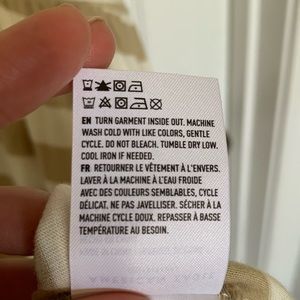 EN TURN GARMENT INSIDE OUT. MACHINE
WASH COLD WITH LIKE COLORS, GENTLE
CYCLE. DO NOT BLEACH. TUMBLE DRY LOW.
COOL IRON IF NEEDED.
FR RETOURNER LE VÊTEMENT À L'ENVERS.
LAVER À LA MACHINE À L'EAU FROIDE
AVEC DES COULEURS SEMBLABLES, CYCLE
DÉLICAT. NE PAS JAVELLISER. SÉCHER À LA
MACHINE CYCLE DOUX. REPASSER À BASSE
TEMPÉRATURE AU BESOIN.